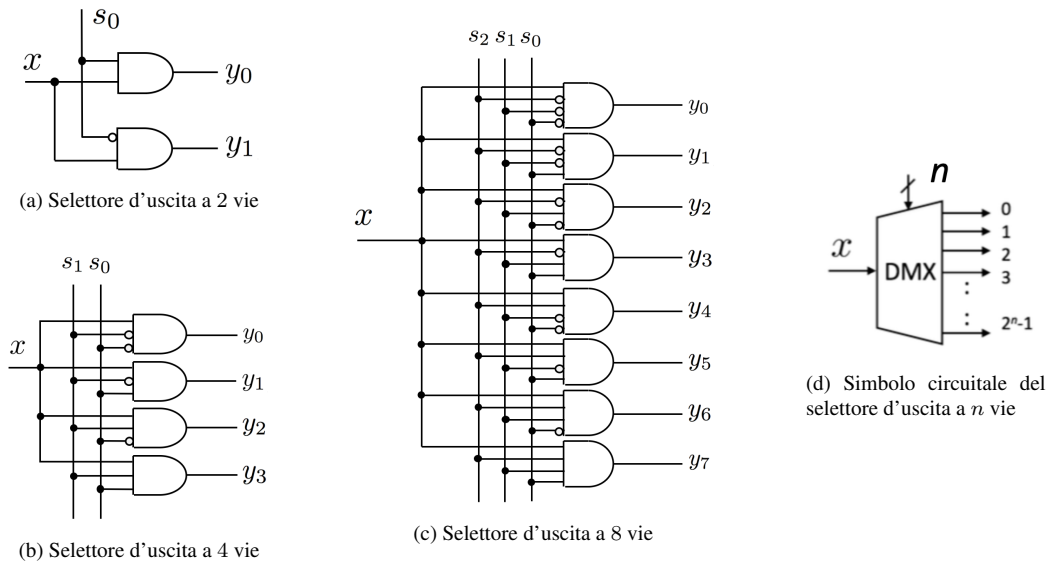 s₀
x
y₀
y₁
(a) Selettore d'uscita a 2 vie
s₁ s₀
x
y₀
y₁
y₂
y₃
(b) Selettore d'uscita a 4 vie
s₂ s₁ s₀
x
y₀
y₁
y₂
y₃
y₄
y₅
y₆
y₇
(c) Selettore d'uscita a 8 vie
n
x
DMX
0
1
2
3
:
:
2ⁿ-1
(d) Simbolo circuitale del
selettore d'uscita a n vie